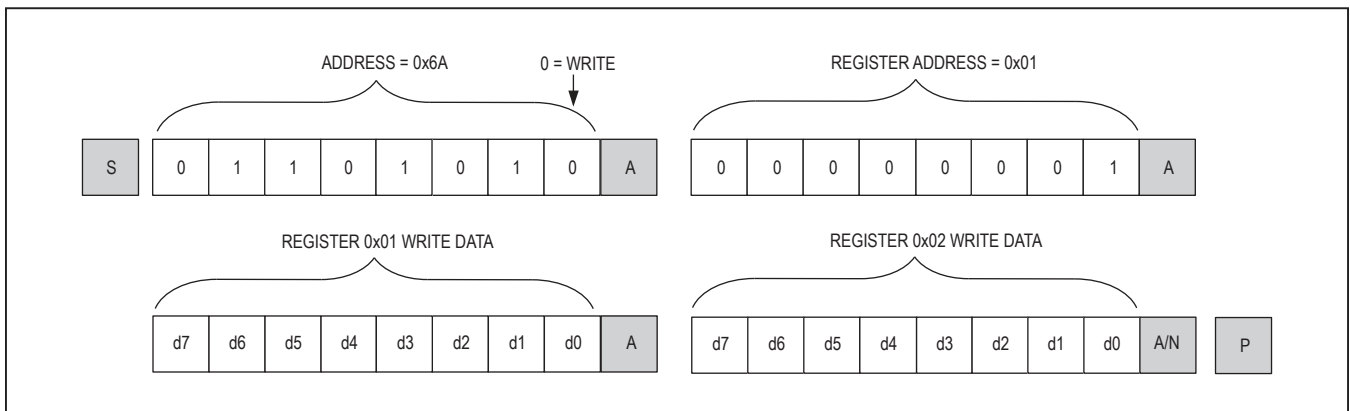 ADDRESS = 0x6A 0 = WRITE REGISTER ADDRESS = 0x01
S 0 1 1 0 1 0 1 0 A 0 0 0 0 0 0 0 1 A
REGISTER 0x01 WRITE DATA REGISTER 0x02 WRITE DATA
d7 d6 d5 d4 d3 d2 d1 d0 A d7 d6 d5 d4 d3 d2 d1 d0 A/N P